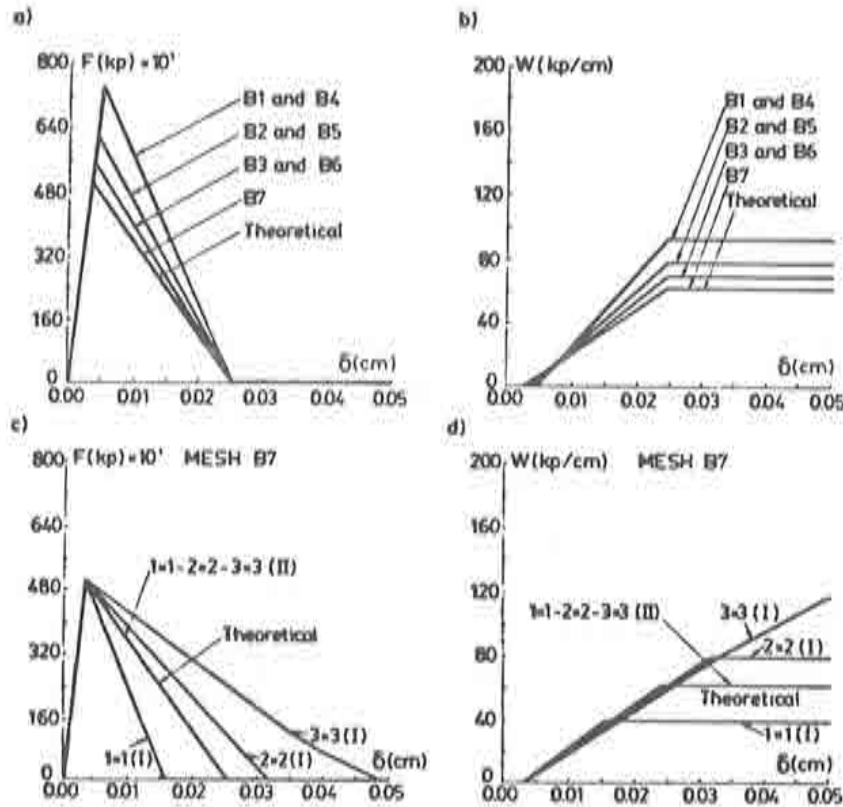 a)
F(kp)×10¹
800
640
480
320
160
0
0.00 0.01 0.02 0.03 0.04 0.05
δ(cm)
B1 and B4
B2 and B5
B3 and B6
B7
Theoretical
b)
W(kp/cm)
200
160
120
80
40
0
0.00 0.01 0.02 0.03 0.04 0.05
δ(cm)
B1 and B4
B2 and B5
B3 and B6
B7
Theoretical
c)
F(kp)×10¹ MESH B7
800
640
480
320
160
0
0.00 0.01 0.02 0.03 0.04 0.05
δ(cm)
1×1-2×2-3×3(II)
Theoretical
3×3(I)
1×1(I)
2×2(I)
d)
W(kp/cm) MESH B7
200
160
120
80
40
0
0.00 0.01 0.02 0.03 0.04 0.05
δ(cm)
1×1-2×2-3×3(II)
3×3(I)
2×2(I)
Theoretical
1×1(I)